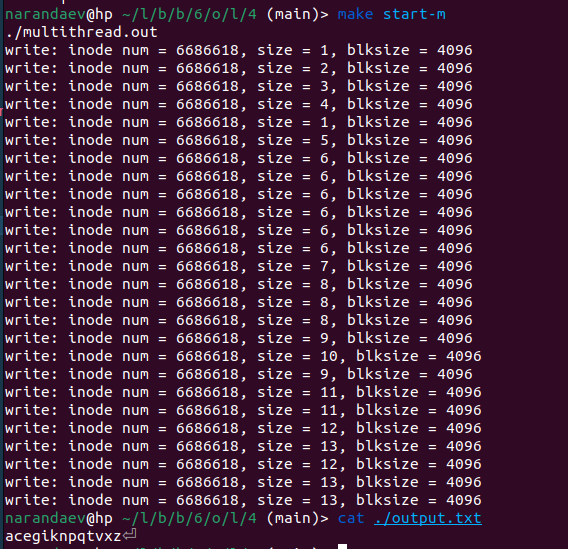 narandaev@hp ~/l/b/b/6/o/l/4 (main)> make start-m
./multithread.out
write: inode num = 6686618, size = 1, blksize = 4096
write: inode num = 6686618, size = 2, blksize = 4096
write: inode num = 6686618, size = 3, blksize = 4096
write: inode num = 6686618, size = 4, blksize = 4096
write: inode num = 6686618, size = 1, blksize = 4096
write: inode num = 6686618, size = 5, blksize = 4096
write: inode num = 6686618, size = 6, blksize = 4096
write: inode num = 6686618, size = 6, blksize = 4096
write: inode num = 6686618, size = 6, blksize = 4096
write: inode num = 6686618, size = 6, blksize = 4096
write: inode num = 6686618, size = 6, blksize = 4096
write: inode num = 6686618, size = 6, blksize = 4096
write: inode num = 6686618, size = 7, blksize = 4096
write: inode num = 6686618, size = 8, blksize = 4096
write: inode num = 6686618, size = 8, blksize = 4096
write: inode num = 6686618, size = 8, blksize = 4096
write: inode num = 6686618, size = 9, blksize = 4096
write: inode num = 6686618, size = 10, blksize = 4096
write: inode num = 6686618, size = 9, blksize = 4096
write: inode num = 6686618, size = 11, blksize = 4096
write: inode num = 6686618, size = 11, blksize = 4096
write: inode num = 6686618, size = 12, blksize = 4096
write: inode num = 6686618, size = 13, blksize = 4096
write: inode num = 6686618, size = 12, blksize = 4096
write: inode num = 6686618, size = 13, blksize = 4096
write: inode num = 6686618, size = 13, blksize = 4096
narandaev@hp ~/l/b/b/6/o/l/4 (main)> cat ./output.txt
acegiknpqtvxz⏎